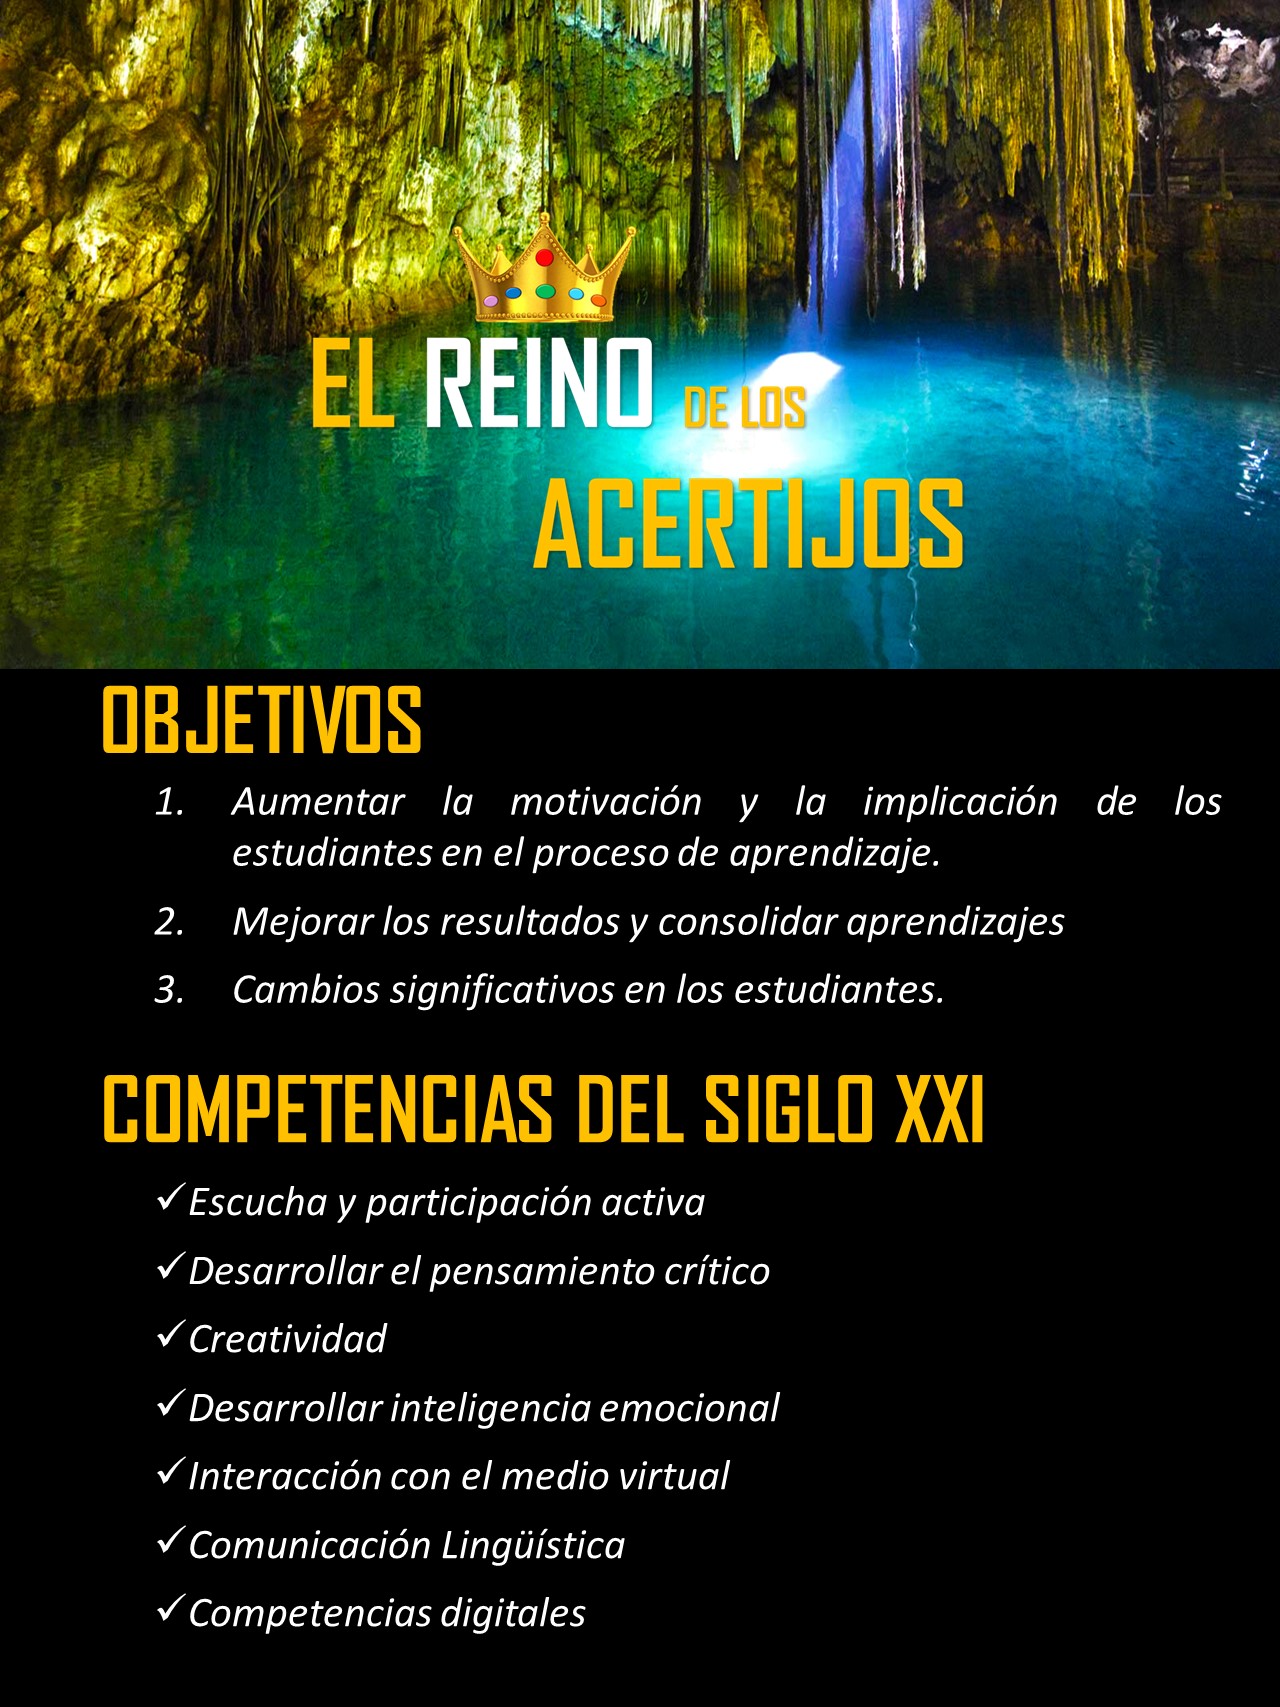 EL REINO DE LOS
ACERTIJOS
OBJETIVOS
1. Aumentar la motivación y la implicación de los
estudiantes en el proceso de aprendizaje.
2. Mejorar los resultados y consolidar aprendizajes
3. Cambios significativos en los estudiantes.
COMPETENCIAS DEL SIGLO XXI
✓Escucha y participación activa
✓Desarrollar el pensamiento crítico
✓Creatividad
✓Desarrollar inteligencia emocional
✓Interacción con el medio virtual
✓Comunicación Lingüística
✓Competencias digitales